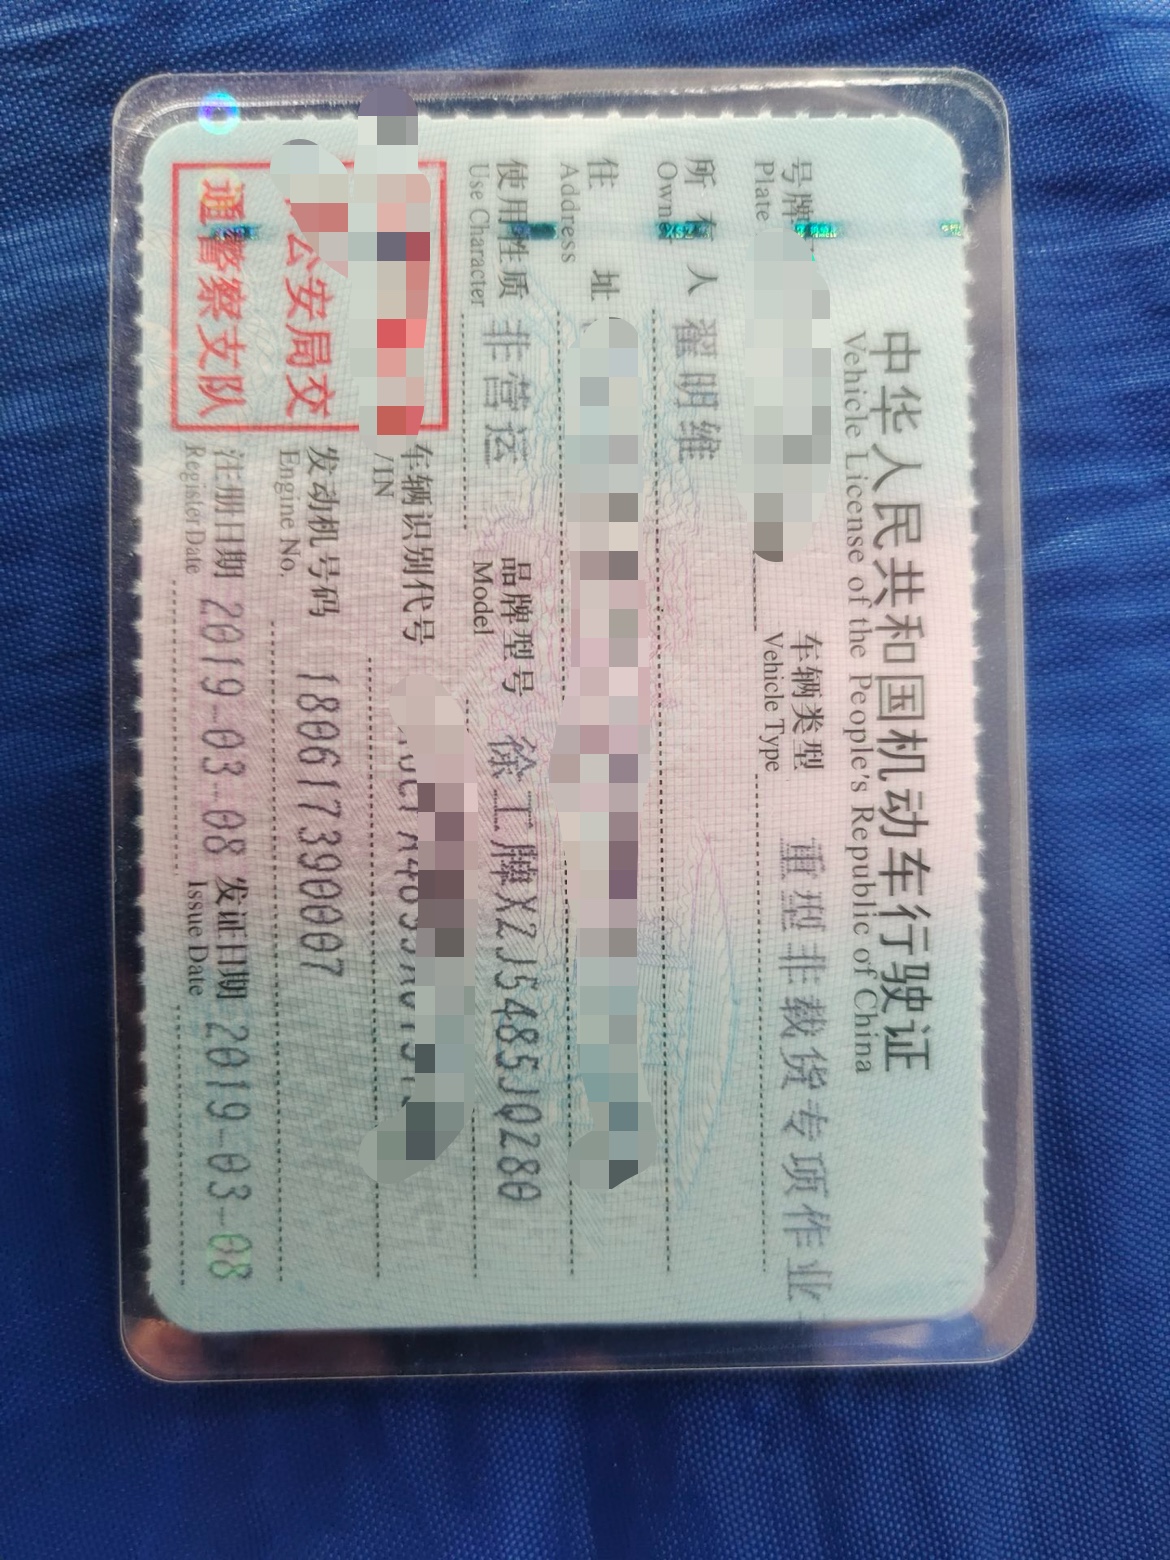 中华人民共和国机动车行驶证
Vehicle License of the People's Republic of China
号牌 车辆类型 重型非载货专项作业
Plate Vehicle Type
所有人 翟明维
Own
住址
Address
使用性质 非营运 品牌型号 徐工牌XZJ5485JQZ80
Use Character Model
车辆识别代号
VIN
公安局交
通警察支队
发动机号码 1806173900007
Engine No.
注册日期 2019-03-08 发证日期 2019-03-08
Register Date Issue Date